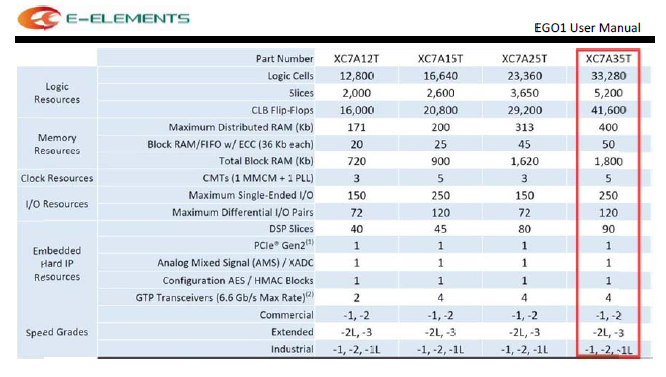 E-ELEMENTS
EGO1 User Manual
Part Number XC7A12T XC7A15T XC7A25T XC7A35T
Logic Resources
Logic Cells 12,800 16,640 23,360 33,280
Slices 2,000 2,600 3,650 5,200
CLB Flip-Flops 16,000 20,800 29,200 41,600
Memory Resources
Maximum Distributed RAM (Kb) 171 200 313 400
Block RAM/FIFO w/ ECC (36 Kb each) 20 25 45 50
Total Block RAM (Kb) 720 900 1,620 1,800
Clock Resources CMTs (1 MMCM + 1 PLL) 3 5 3 5
I/O Resources
Maximum Single-Ended I/O 150 250 150 250
Maximum Differential I/O Pairs 72 120 72 120
Embedded Hard IP Resources
DSP Slices 40 45 80 90
PCIe® Gen2(1) 1 1 1 1
Analog Mixed Signal (AMS) / XADC 1 1 1 1
Configuration AES / HMAC Blocks 1 1 1 1
GTP Transceivers (6.6 Gb/s Max Rate)(2) 2 4 4 4
Speed Grades
Commercial -1, -2 -1, -2 -1, -2 -1, -2
Extended -2L, -3 -2L, -3 -2L, -3 -2L, -3
Industrial -1, -2, -1L -1, -2, -1L -1, -2, -1L -1, -2, -1L